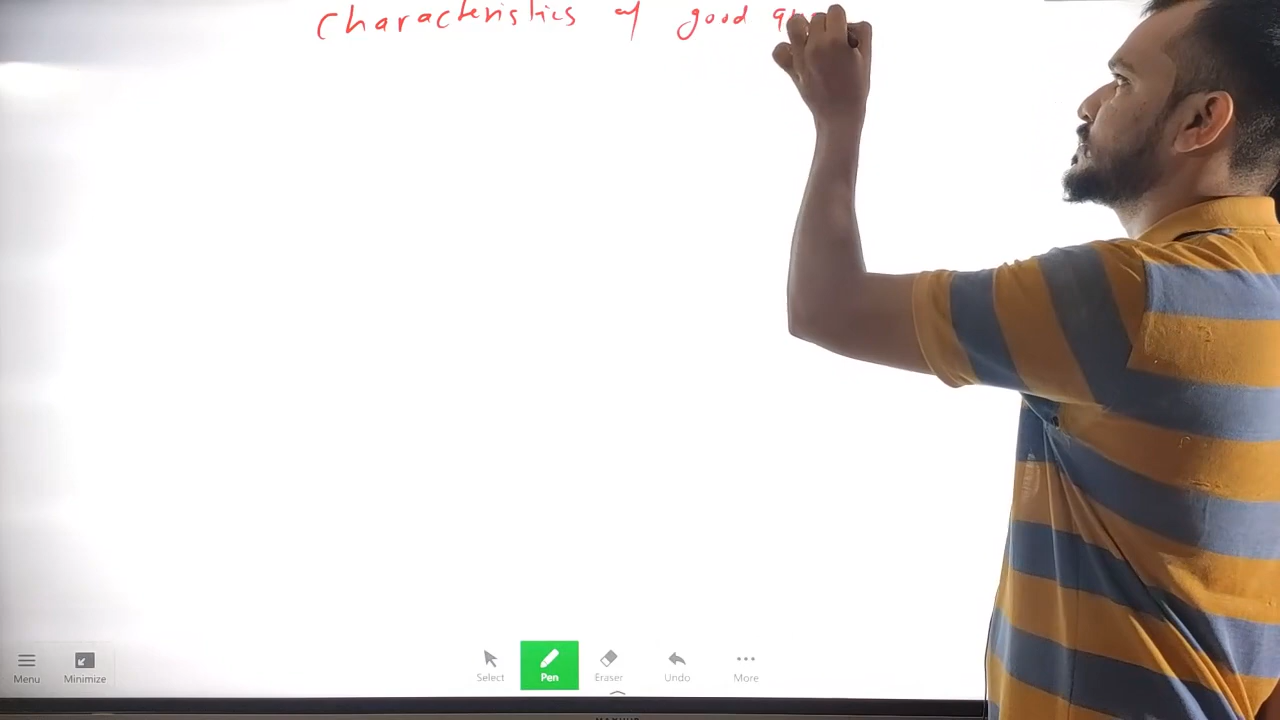 Characteristics of good
Menu
Minimize
Select
Pen
Eraser
Undo
More